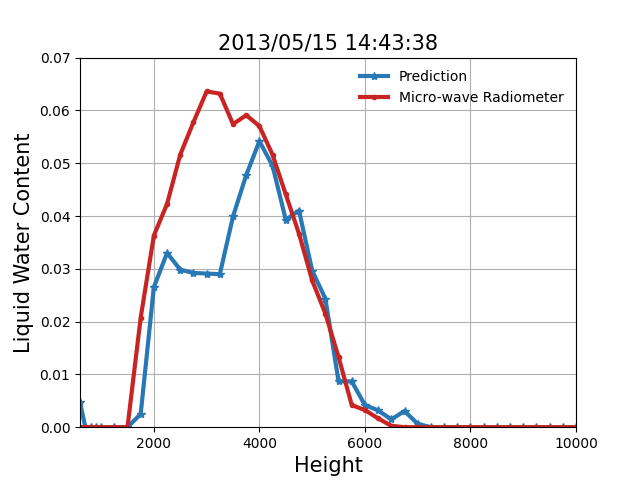 2013/05/15 14:43:38
0.07
0.06
0.05
0.04
0.03
0.02
0.01
0.00
Liquid Water Content
Prediction
Micro-wave Radiometer
2000 4000 6000 8000 10000
Height